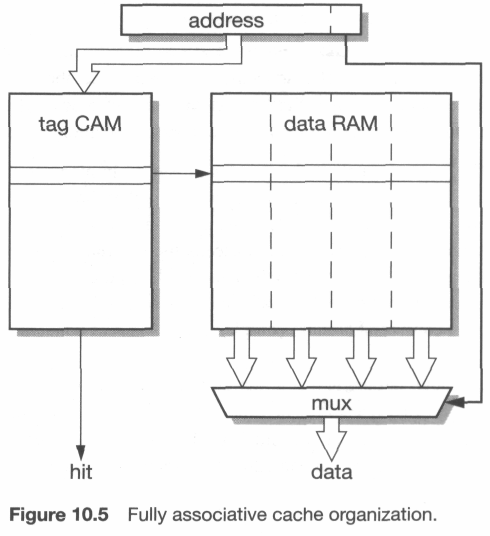 address
tag CAM
data RAM
mux
hit
data
Figure 10.5 Fully associative cache organization.